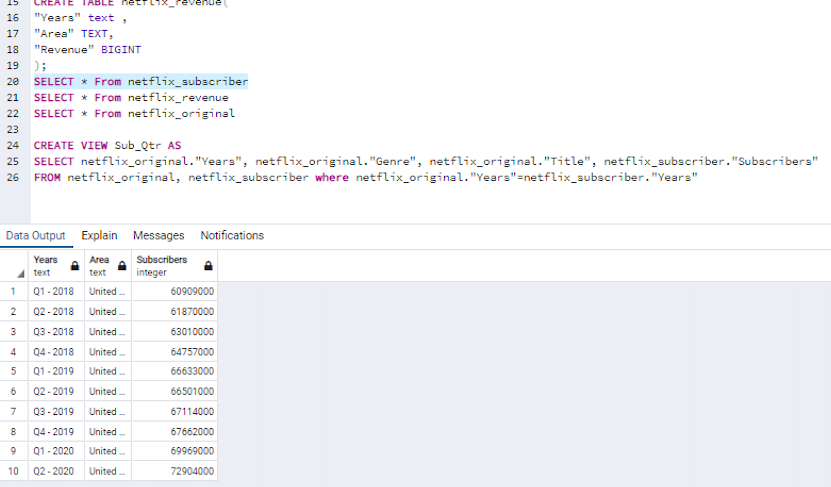 15 CREATE TABLE netflix_revenue(
16 "Years" text ,
17 "Area" TEXT,
18 "Revenue" BIGINT
19 );
20 SELECT * From netflix_subscriber
21 SELECT * From netflix_revenue
22 SELECT * From netflix_original
23
24 CREATE VIEW Sub_Qtr AS
25 SELECT netflix_original."Years", netflix_original."Genre", netflix_original."Title", netflix_subscriber."Subscribers"
26 FROM netflix_original, netflix_subscriber where netflix_original."Years"=netflix_subscriber."Years"
Data Output Explain Messages Notifications
Years Area Subscribers
text text integer
1 Q1 - 2018 United ... 60909000
2 Q2 - 2018 United ... 61870000
3 Q3 - 2018 United ... 63010000
4 Q4 - 2018 United ... 64757000
5 Q1 - 2019 United ... 66633000
6 Q2 - 2019 United ... 66501000
7 Q3 - 2019 United ... 67114000
8 Q4 - 2019 United ... 67662000
9 Q1 - 2020 United ... 69969000
10 Q2 - 2020 United ... 72904000